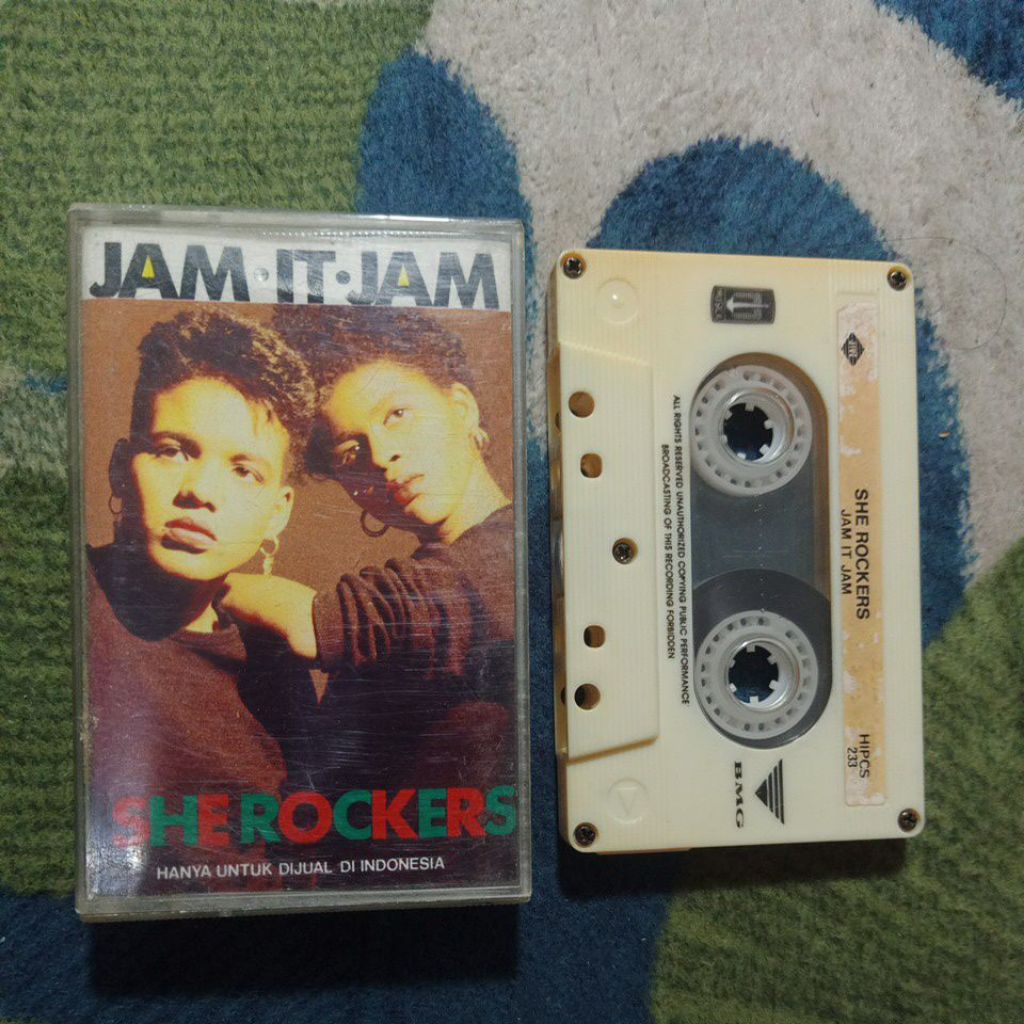 JAM·IT·JAM
SHE ROCKERS
HANYA UNTUK DIJUAL DI INDONESIA
JIVE
SHE ROCKERS
JAM IT JAM
HIPCS
233
ALL RIGHTS RESERVED UNAUTHORIZED COPYING PUBLIC PERFORMANCE
BROADCASTING OF THIS RECORDING FORBIDDEN
BMG